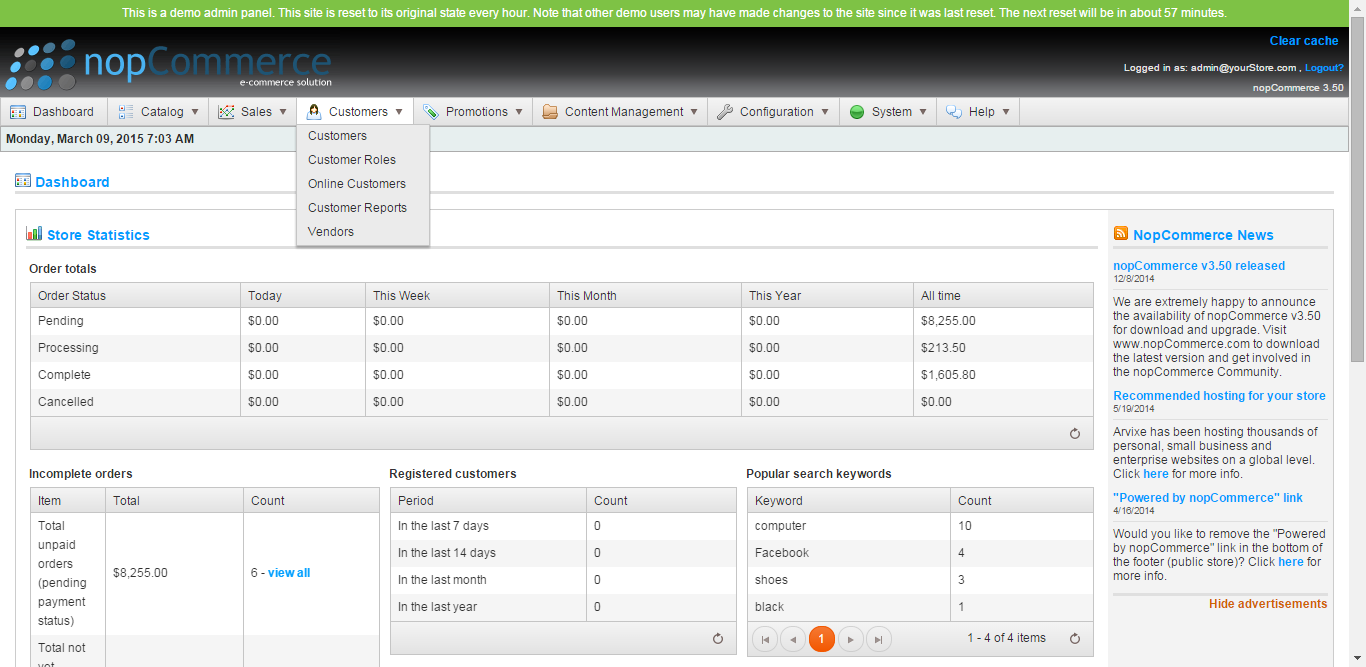 This is a demo admin panel. This site is reset to its original state every hour. Note that other demo users may have made changes to the site since it was last reset. The next reset will be in about 57 minutes.
nopCommerce
e-commerce solution
Clear cache
Logged in as: admin@yourStore.com , Logout?
nopCommerce 3.50
Dashboard Catalog Sales Customers Promotions Content Management Configuration System Help
Monday, March 09, 2015 7:03 AM
Customers
Customer Roles
Online Customers
Customer Reports
Vendors
Dashboard
Store Statistics
Order totals
Order Status Today This Week This Month This Year All time
Pending $0.00 $0.00 $0.00 $0.00 $8,255.00
Processing $0.00 $0.00 $0.00 $0.00 $213.50
Complete $0.00 $0.00 $0.00 $0.00 $1,605.80
Cancelled $0.00 $0.00 $0.00 $0.00 $0.00
Incomplete orders
Item Total Count
Total
unpaid
orders
(pending
payment
status)
$8,255.00 6 - view all
Total not
yet
Registered customers
Period Count
In the last 7 days 0
In the last 14 days 0
In the last month 0
In the last year 0
Popular search keywords
Keyword Count
computer 10
Facebook 4
shoes 3
black 1
1 1 - 4 of 4 items
NopCommerce News
nopCommerce v3.50 released
12/8/2014
We are extremely happy to announce
the availability of nopCommerce v3.50
for download and upgrade. Visit
www.nopCommerce.com to download
the latest version and get involved in
the nopCommerce Community.
Recommended hosting for your store
5/19/2014
Arvixe has been hosting thousands of
personal, small business and
enterprise websites on a global level.
Click here for more info.
"Powered by nopCommerce" link
4/16/2014
Would you like to remove the "Powered
by nopCommerce" link in the bottom of
the footer (public store)? Click here for
more info.
Hide advertisements